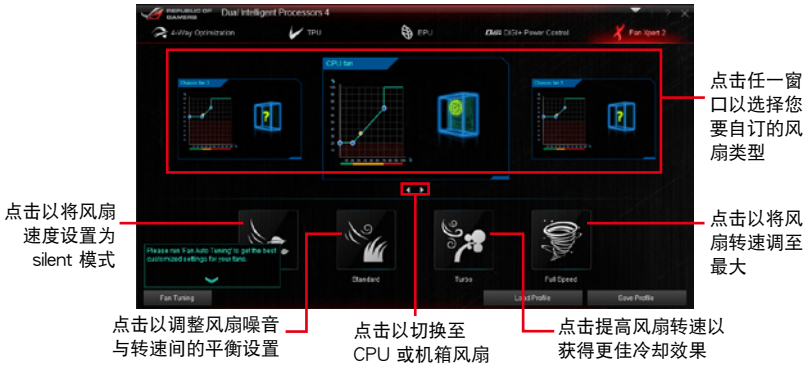 REPUBLIC OF GAMERS
Dual Intelligent Processors 4
4-Way Optimization
TPU
EPU
DIGI+ Power Control
Fan Xpert 2
CPU fan
点击任一窗
口以选择您
要自订的风
扇类型
点击以将风扇
速度设置为
silent 模式
Please run 'Fan Auto Tuning' to get the best
customized settings for your fans.
Standard
Turbo
Full Speed
点击以将风
扇转速调至
最大
Fan Tuning
Load Profile
Save Profile
点击以调整风扇噪音
与转速间的平衡设置
点击以切换至
CPU 或机箱风扇
点击提高风扇转速以
获得更佳冷却效果